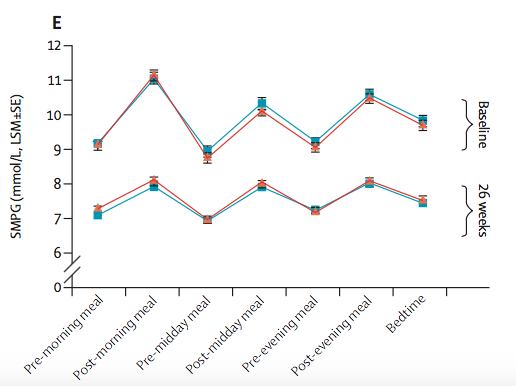 E
SMPG (mmol/L, LSM±SE)
12
11
10
9
8
7
6
0
Baseline
26 weeks
Pre-morning meal
Post-morning meal
Pre-midday meal
Post-midday meal
Pre-evening meal
Post-evening meal
Bedtime